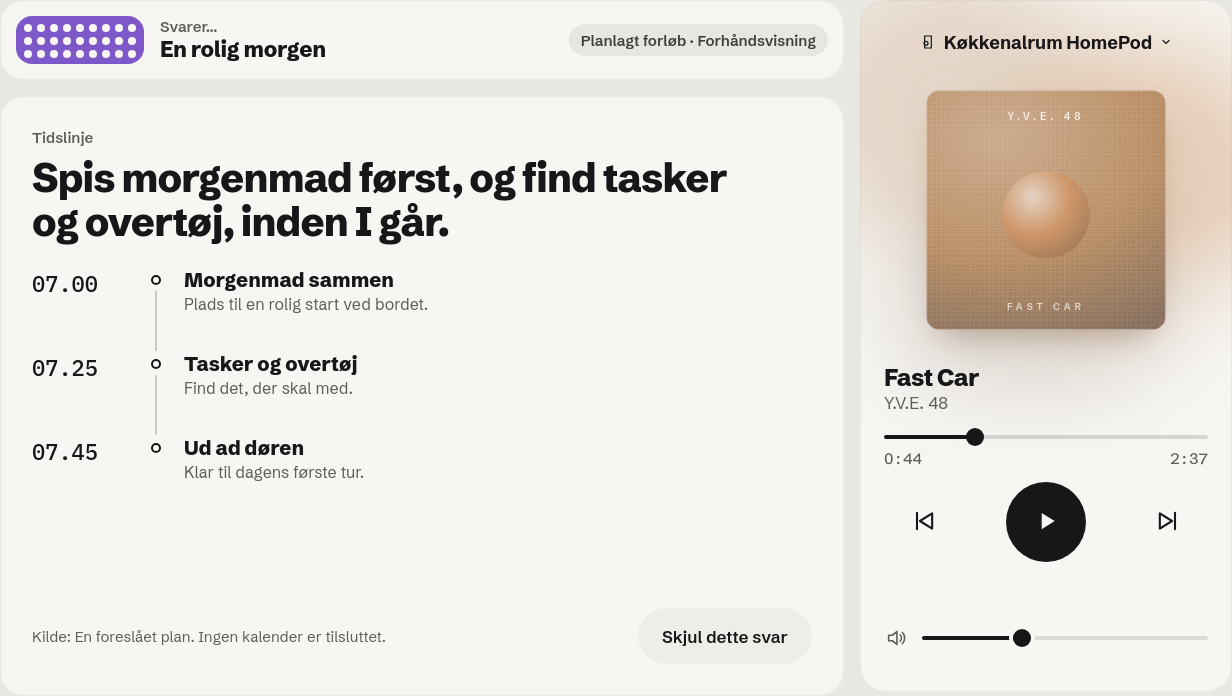 Svarer...
En rolig morgen
Planlagt forløb · Forhåndsvisning
Tidslinje
Spis morgenmad først, og find tasker
og overtøj, inden I går.
07.00
Morgenmad sammen
Plads til en rolig start ved bordet.
07.25
Tasker og overtøj
Find det, der skal med.
07.45
Ud ad døren
Klar til dagens første tur.
Kilde: En foreslået plan. Ingen kalender er tilsluttet.
Skjul dette svar
Køkkenalrum HomePod
Y.V.E. 48
FAST CAR
Fast Car
Y.V.E. 48
0:44
2:37